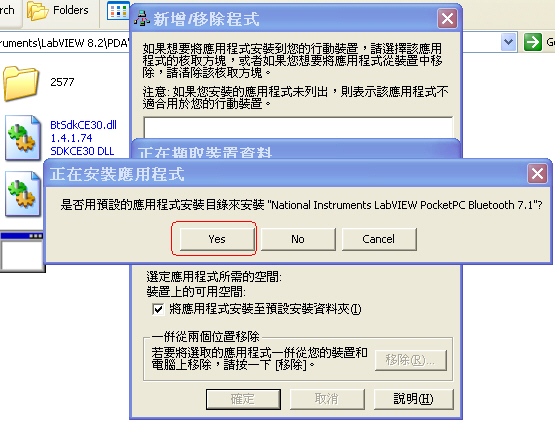 rch
Folders
ruments\LabVIEW 8.2\PDA\
Go
2577
BtSdkCE30.dll
1.4.1.74
SDKCE30 DLL
新增/移除程式
如果想要將應用程式安裝到您的行動裝置，請選擇該應用
程式的核取方塊，或者如果您想要將應用程式從裝置中移
除，請清除該核取方塊。
注意: 如果您安裝的應用程式未列出，則表示該應用程式不
適合用於您的行動裝置。
正在擷取裝置資料
正在安裝應用程式
是否用預設的應用程式安裝目錄來安裝 "National Instruments LabVIEW PocketPC Bluetooth 7.1"?
Yes
No
Cancel
選定應用程式所需的空間:
裝置上的可用空間:
將應用程式安裝至預設安裝資料夾(I)
一併從兩個位置移除
若要將選取的應用程式一併從您的裝置和
電腦上移除，請按一下 [移除]。
移除(R)...
確定
取消
說明(H)